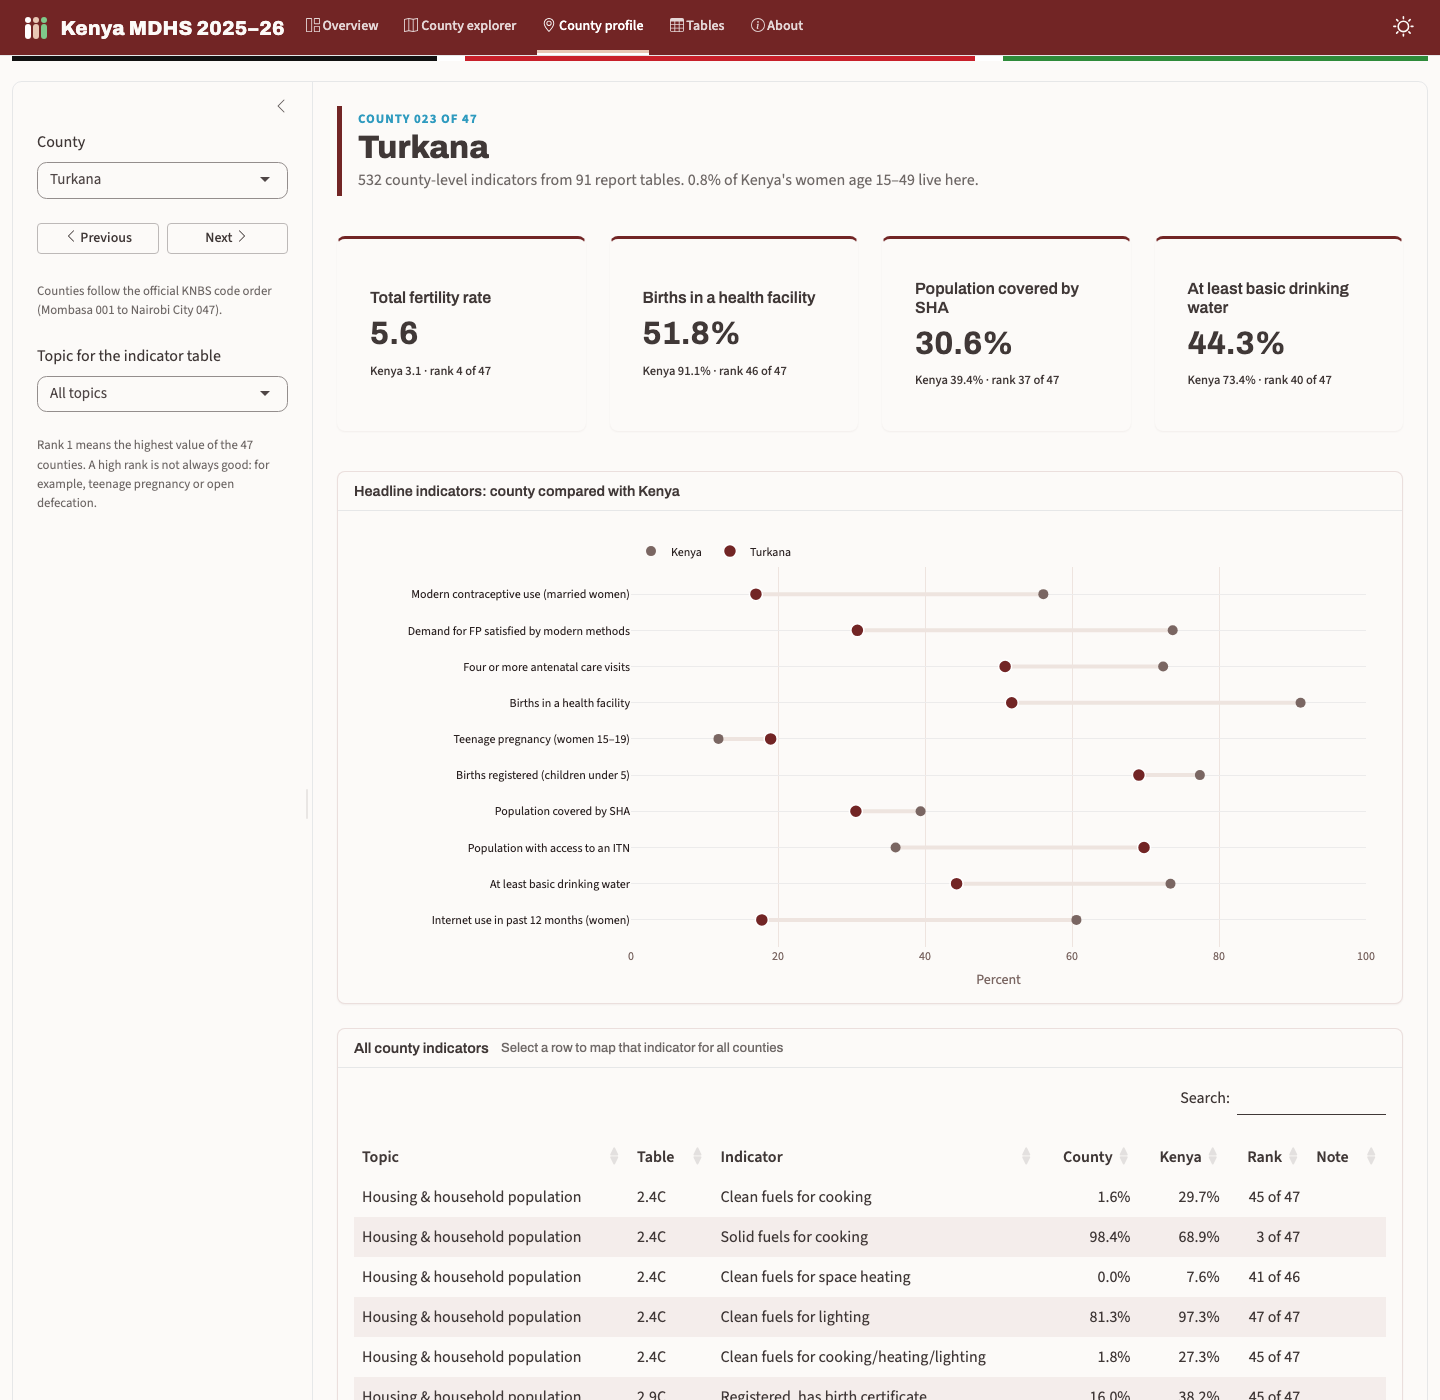 Kenya MDHS 2025–26
Overview
County explorer
County profile
Tables
About
County
Turkana
Previous
Next
Counties follow the official KNBS code order
(Mombasa 001 to Nairobi City 047).
Topic for the indicator table
All topics
Rank 1 means the highest value of the 47
counties. A high rank is not always good: for
example, teenage pregnancy or open
defecation.
COUNTY 023 OF 47
Turkana
532 county-level indicators from 91 report tables. 0.8% of Kenya's women age 15–49 live here.
Total fertility rate
5.6
Kenya 3.1 · rank 4 of 47
Births in a health facility
51.8%
Kenya 91.1% · rank 46 of 47
Population covered by
SHA
30.6%
Kenya 39.4% · rank 37 of 47
At least basic drinking
water
44.3%
Kenya 73.4% · rank 40 of 47
Headline indicators: county compared with Kenya
Kenya
Turkana
Modern contraceptive use (married women)
Demand for FP satisfied by modern methods
Four or more antenatal care visits
Births in a health facility
Teenage pregnancy (women 15–19)
Births registered (children under 5)
Population covered by SHA
Population with access to an ITN
At least basic drinking water
Internet use in past 12 months (women)
0 20 40 60 80 100
Percent
All county indicators Select a row to map that indicator for all counties
Search:
Topic Table Indicator County Kenya Rank Note
Housing & household population 2.4C Clean fuels for cooking 1.6% 29.7% 45 of 47
Housing & household population 2.4C Solid fuels for cooking 98.4% 68.9% 3 of 47
Housing & household population 2.4C Clean fuels for space heating 0.0% 7.6% 41 of 46
Housing & household population 2.4C Clean fuels for lighting 81.3% 97.3% 47 of 47
Housing & household population 2.4C Clean fuels for cooking/heating/lighting 1.8% 27.3% 45 of 47
Housing & household population 2.9C Registered, has birth certificate 16.0% 38.2% 45 of 47